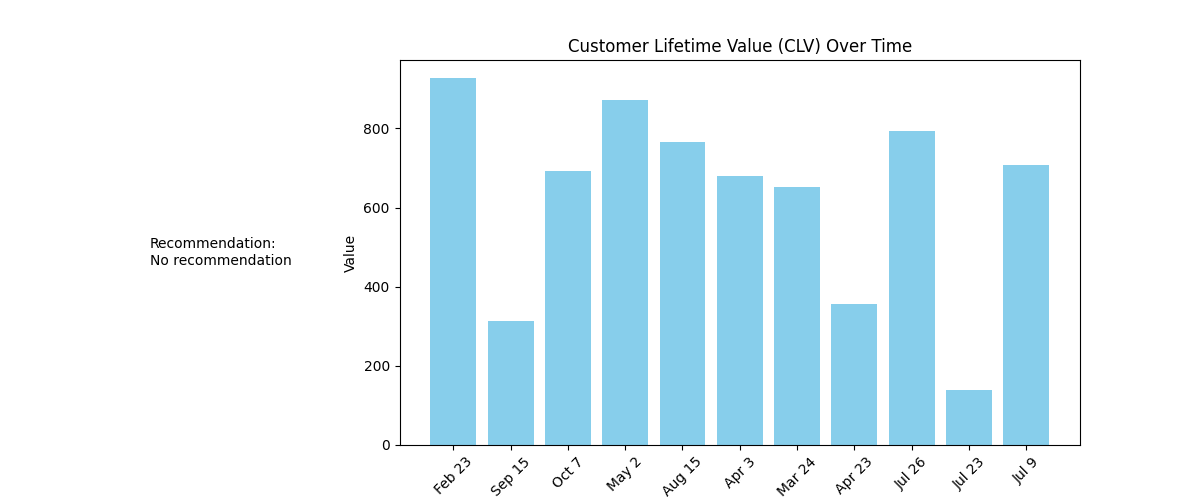 Customer Lifetime Value (CLV) Over Time
Recommendation:
No recommendation
Value
800
600
400
200
0
Feb 23
Sep 15
Oct 7
May 2
Aug 15
Apr 3
Mar 24
Apr 23
Jul 26
Jul 23
Jul 9